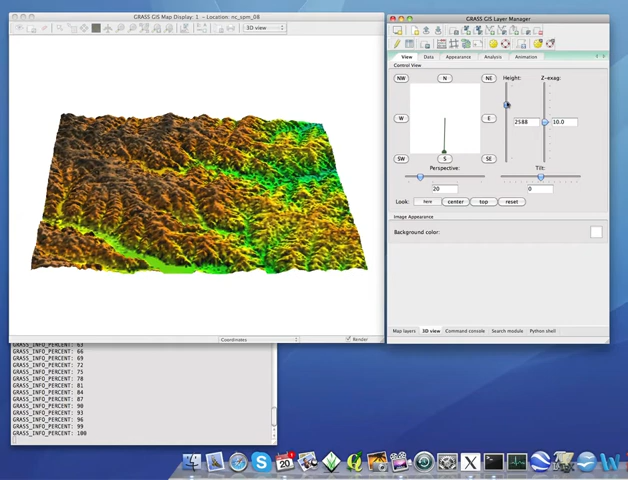 GRASS GIS Map Display: 1 - Location: nc_spm_08
3D view
GRASS GIS Layer Manager
View Data Appearance Analysis Animation
Control View
NW N NE Height: Z-exag:
W E 2588 10.0
SW S SE
Perspective: Tilt:
20 0
Look: here center top reset
Image Appearance
Background color:
Map layers 3D view Command console Search module Python shell
Coordinates Render
GRASS_INFO_PERCENT: 63
GRASS_INFO_PERCENT: 66
GRASS_INFO_PERCENT: 69
GRASS_INFO_PERCENT: 72
GRASS_INFO_PERCENT: 75
GRASS_INFO_PERCENT: 78
GRASS_INFO_PERCENT: 81
GRASS_INFO_PERCENT: 84
GRASS_INFO_PERCENT: 87
GRASS_INFO_PERCENT: 90
GRASS_INFO_PERCENT: 93
GRASS_INFO_PERCENT: 96
GRASS_INFO_PERCENT: 99
GRASS_INFO_PERCENT: 100
20